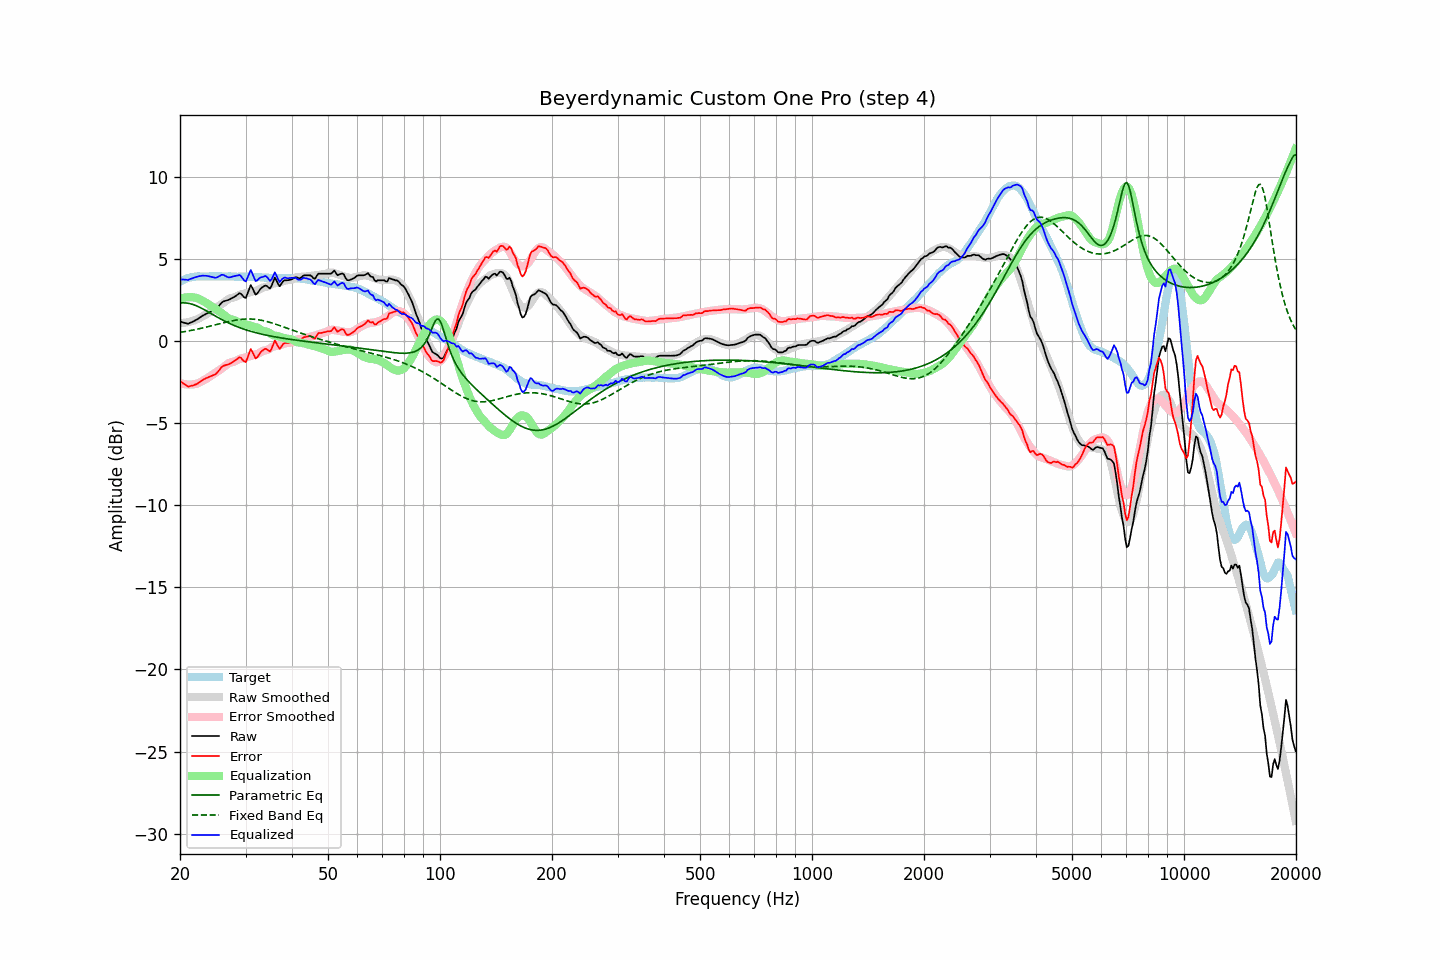 Beyerdynamic Custom One Pro (step 4)
10
5
0
−5
−10
−15
−20
−25
−30
Amplitude (dBr)
Target
Raw Smoothed
Error Smoothed
Raw
Error
Equalization
Parametric Eq
Fixed Band Eq
Equalized
20 50 100 200 500 1000 2000 5000 10000 20000
Frequency (Hz)